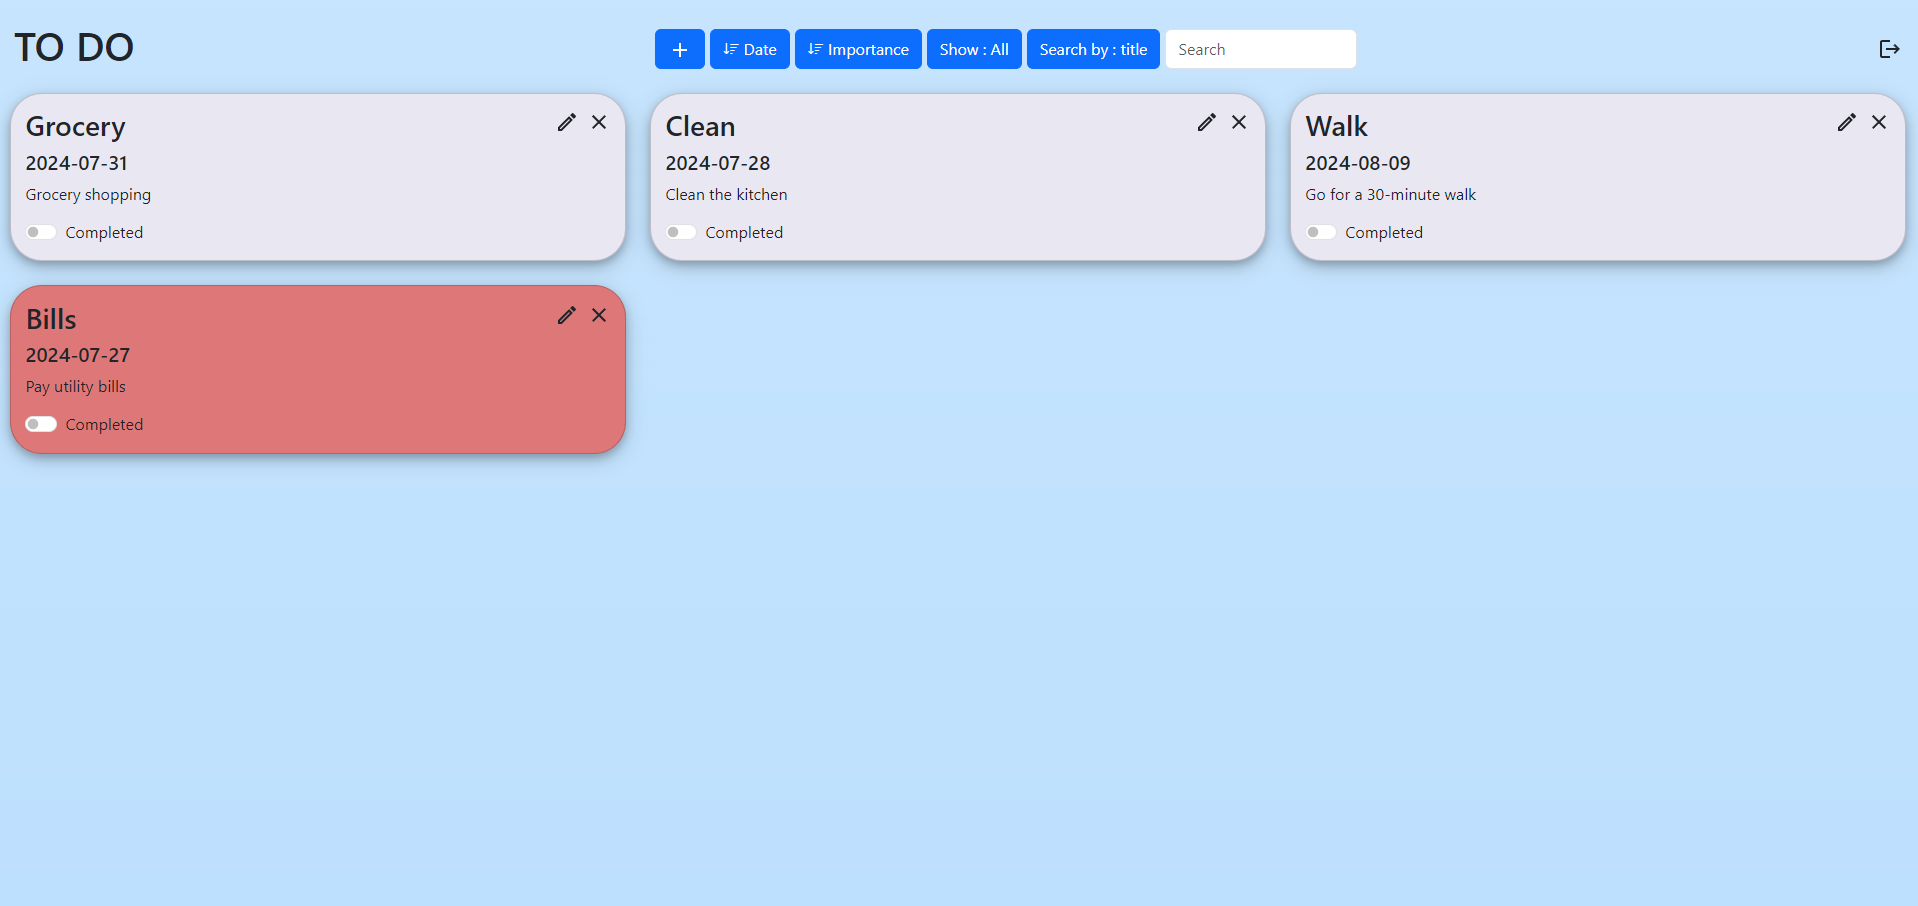 TO DO
+ Date Importance Show : All Search by : title Search
Grocery
2024-07-31
Grocery shopping
Completed
Clean
2024-07-28
Clean the kitchen
Completed
Walk
2024-08-09
Go for a 30-minute walk
Completed
Bills
2024-07-27
Pay utility bills
Completed